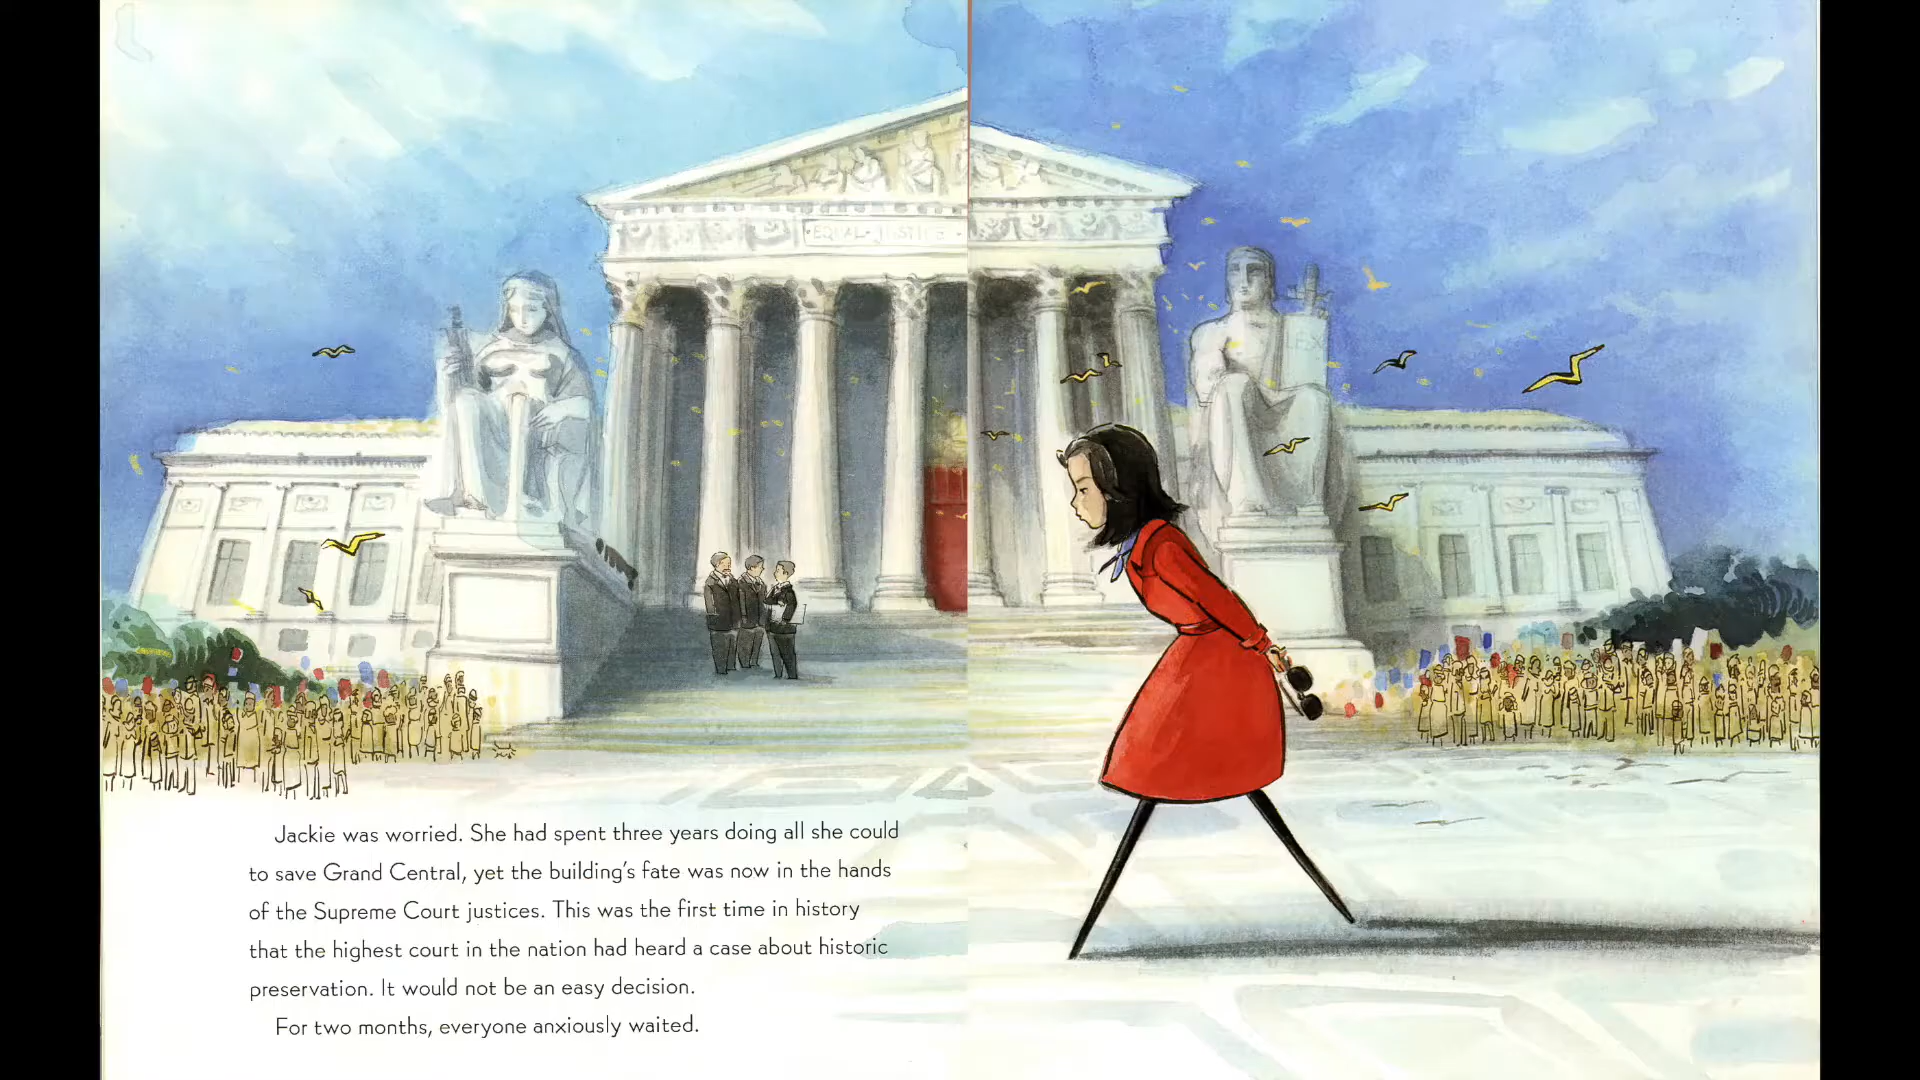 ·EQUAL·JUSTICE·
LEX
Jackie was worried. She had spent three years doing all she could
to save Grand Central, yet the building's fate was now in the hands
of the Supreme Court justices. This was the first time in history
that the highest court in the nation had heard a case about historic
preservation. It would not be an easy decision.
For two months, everyone anxiously waited.